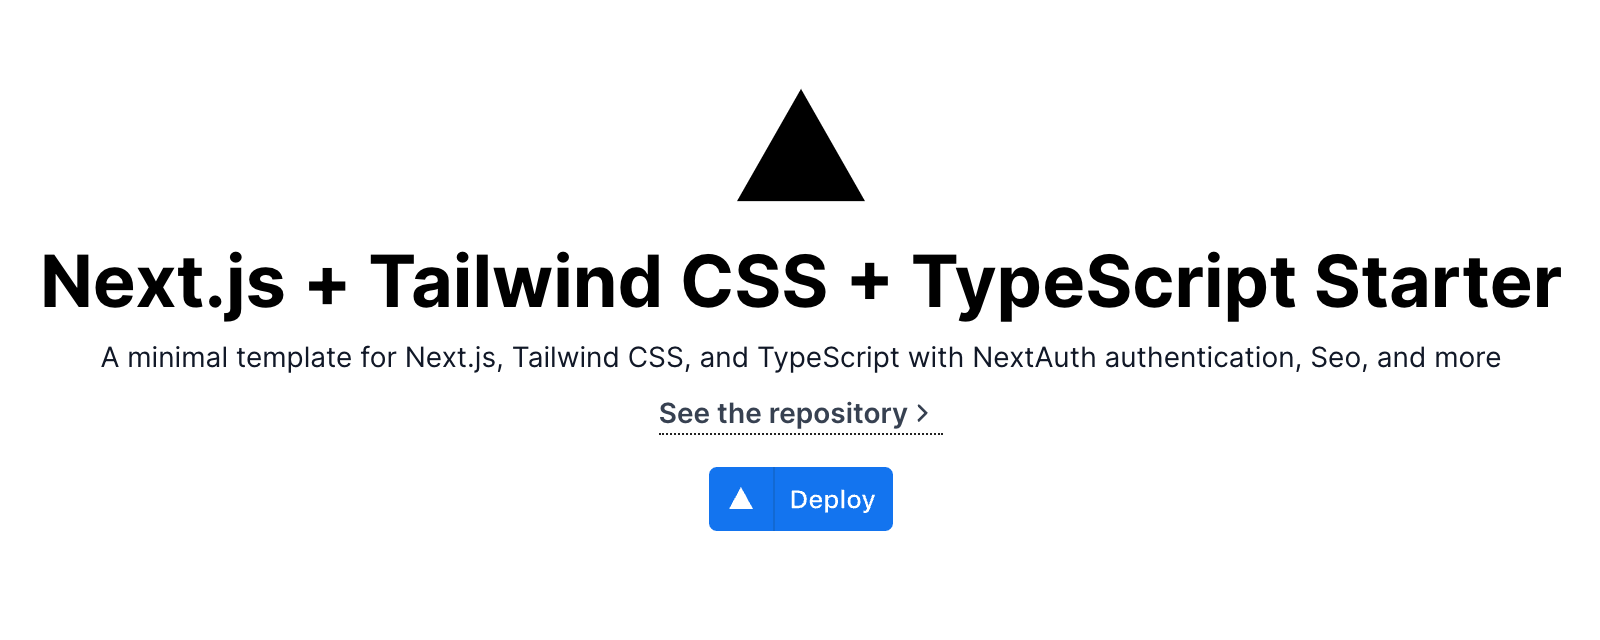 Next.js + Tailwind CSS + TypeScript Starter
A minimal template for Next.js, Tailwind CSS, and TypeScript with NextAuth authentication, Seo, and more
See the repository >
Deploy